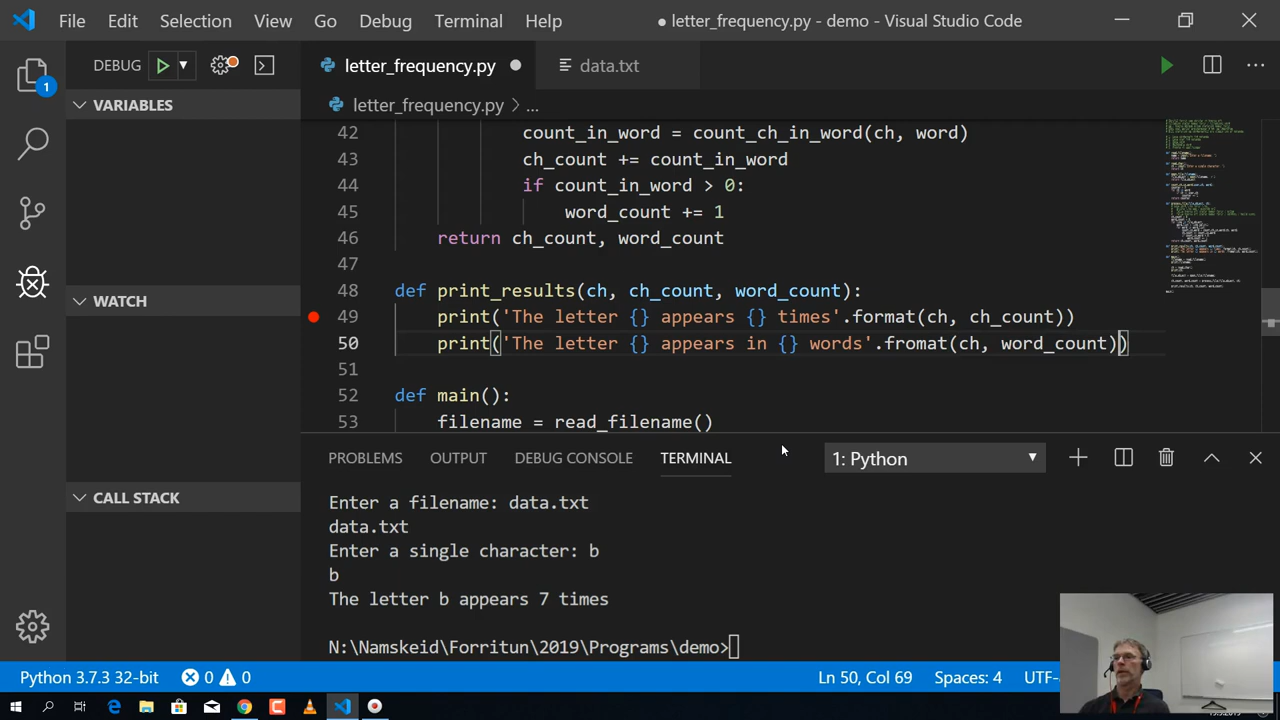 File Edit Selection View Go Debug Terminal Help ● letter_frequency.py - demo - Visual Studio Code
DEBUG
letter_frequency.py ●
data.txt
1
VARIABLES
letter_frequency.py > ...
42 count_in_word = count_ch_in_word(ch, word)
43 ch_count += count_in_word
44 if count_in_word > 0:
45 word_count += 1
46 return ch_count, word_count
47
WATCH
48 def print_results(ch, ch_count, word_count):
49 print('The letter {} appears {} times'.format(ch, ch_count))
50 print('The letter {} appears in {} words'.fromat(ch, word_count))
51
52 def main():
53 filename = read_filename()
PROBLEMS OUTPUT DEBUG CONSOLE TERMINAL 1: Python
CALL STACK
Enter a filename: data.txt
data.txt
Enter a single character: b
b
The letter b appears 7 times
N:\Namskeid\Forritun\2019\Programs\demo>
Python 3.7.3 32-bit 0 0 Ln 50, Col 69 Spaces: 4 UTF-